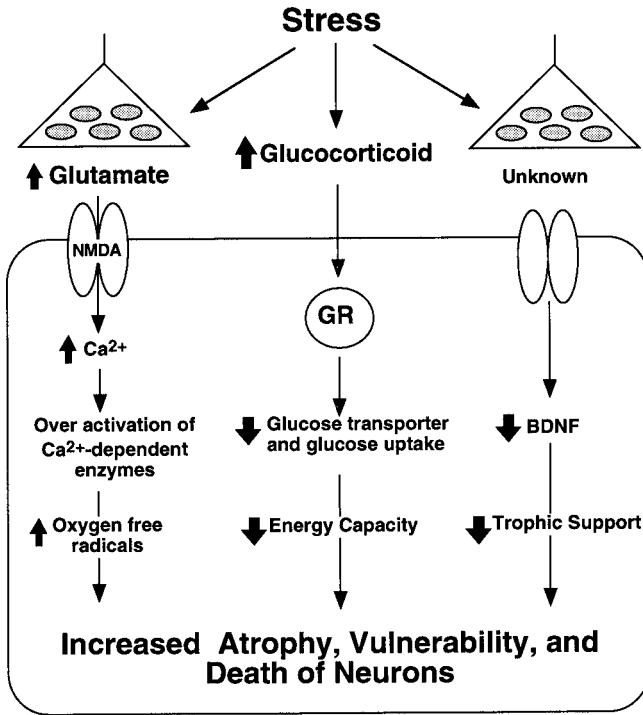 Stress
Glutamate
Glucocorticoid
Unknown
NMDA
GR
Ca²⁺
Over activation of
Ca²⁺-dependent
enzymes
Oxygen free
radicals
Glucose transporter
and glucose uptake
Energy Capacity
BDNF
Trophic Support
Increased Atrophy, Vulnerability, and
Death of Neurons